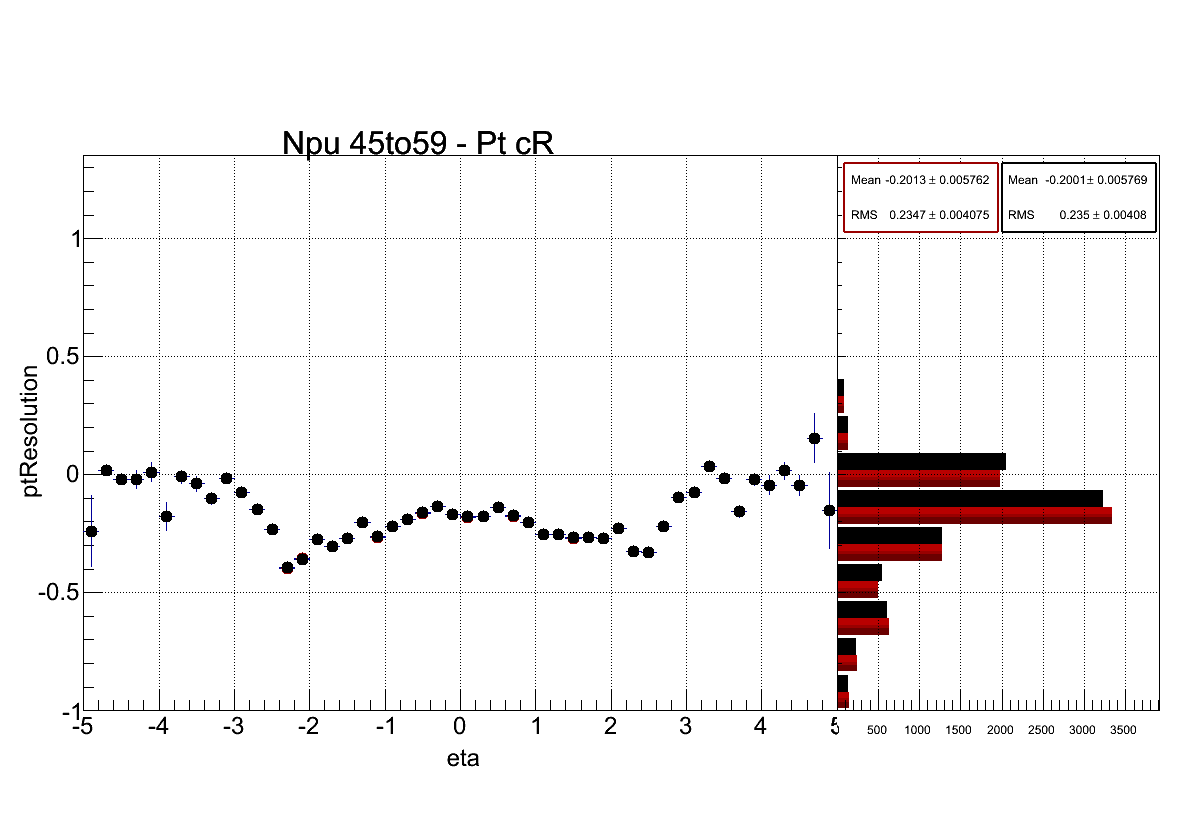 Npu 45to59 - Pt cR
Mean -0.2013 ± 0.005762
RMS 0.2347 ± 0.004075
Mean -0.2001± 0.005769
RMS 0.235 ± 0.00408
ptResolution
1
0.5
0
-0.5
-1
-5 -4 -3 -2 -1 0 1 2 3 4
500 1000 1500 2000 2500 3000 3500
eta